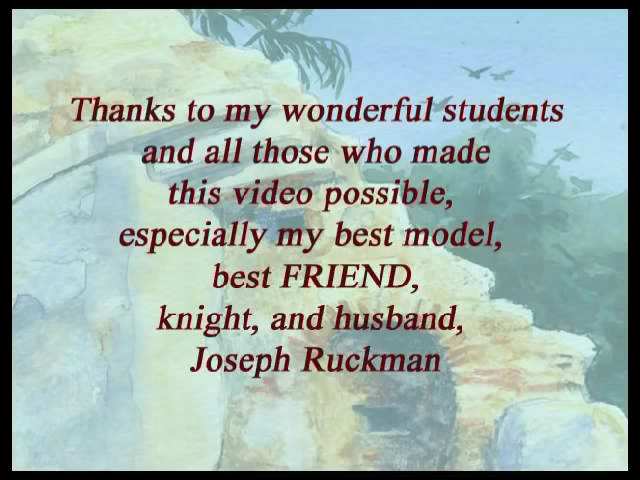 Thanks to my wonderful students
and all those who made
this video possible,
especially my best model,
best FRIEND,
knight, and husband,
Joseph Ruckman